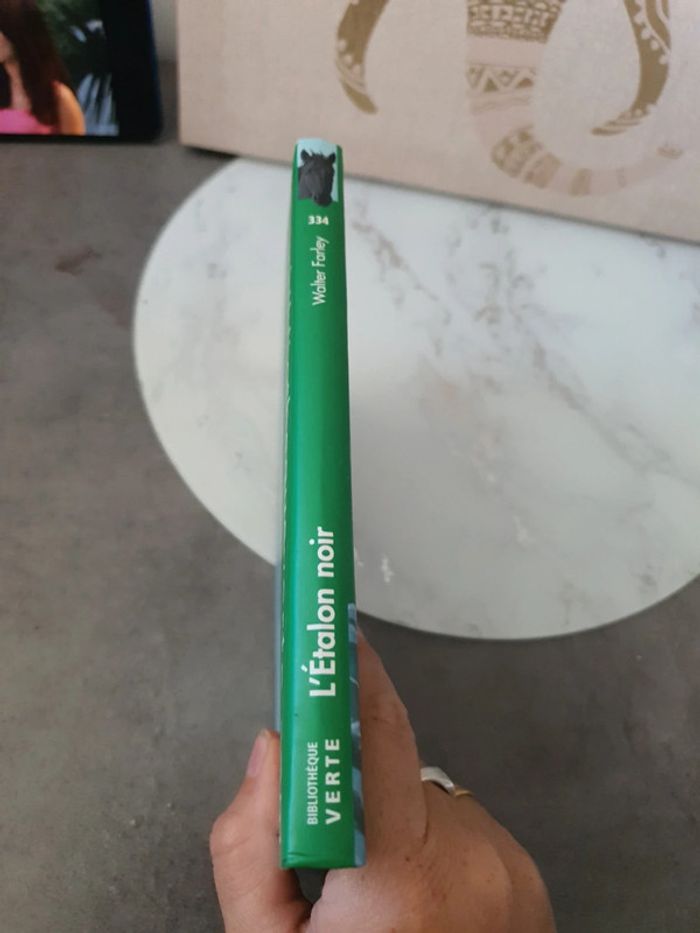 334
Walter Farley
L'Étalon noir
BIBLIOTHÈQUE
VERTE